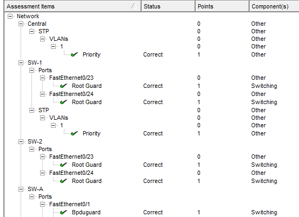 Assessment Items / Status Points Component(s)
Network 0 Other
Central 0 Other
STP 0 Other
VLANs 0 Other
1 0 Other
Priority Correct 1 Other
SW-1 0 Other
Ports 0 Other
FastEthernet0/23 0 Other
Root Guard Correct 1 Switching
FastEthernet0/24 0 Other
Root Guard Correct 1 Switching
STP 0 Other
VLANs 0 Other
1 0 Other
Priority Correct 1 Other
SW-2 0 Other
Ports 0 Other
FastEthernet0/23 0 Other
Root Guard Correct 1 Switching
FastEthernet0/24 0 Other
Root Guard Correct 1 Switching
SW-A 0 Other
Ports 0 Other
FastEthernet0/1 0 Other
Bpduguard Correct 1 Switching